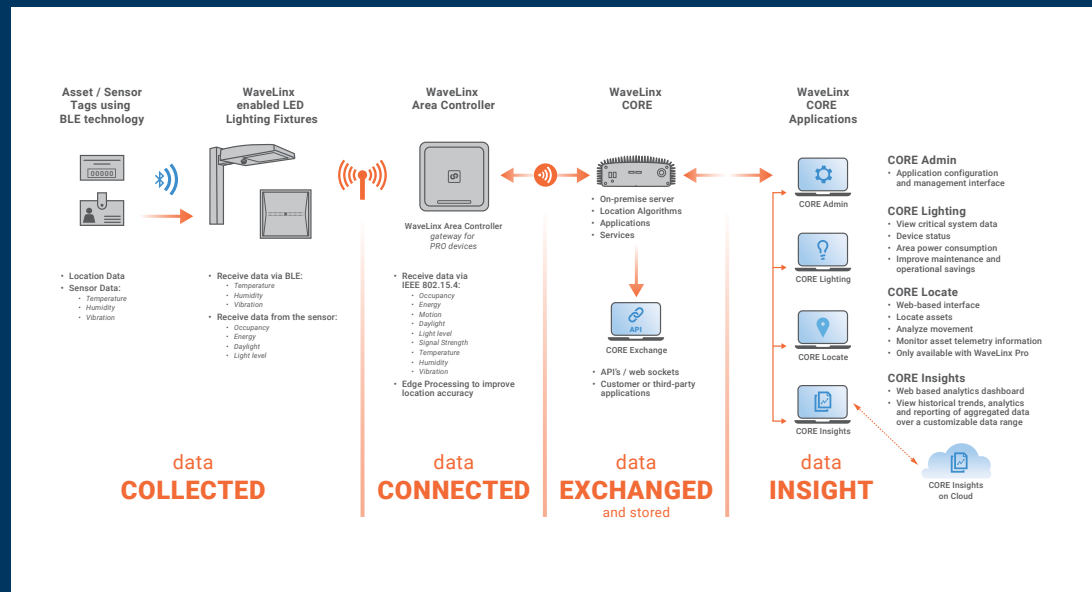 Asset / Sensor
Tags using
BLE technology
WaveLinx
enabled LED
Lighting Fixtures
WaveLinx
Area Controller
WaveLinx
CORE
WaveLinx
CORE
Applications
00000
WaveLinx Area Controller
gateway for
PRO devices
• On-premise server
• Location Algorithms
• Applications
• Services
• Location Data
• Sensor Data:
• Temperature
• Humidity
• Vibration
• Receive data via BLE:
• Temperature
• Humidity
• Vibration
• Receive data from the sensor:
• Occupancy
• Energy
• Daylight
• Light level
• Receive data via
IEEE 802.15.4:
• Occupancy
• Energy
• Motion
• Daylight
• Light level
• Signal Strength
• Temperature
• Humidity
• Vibration
• Edge Processing to improve
location accuracy
API
CORE Exchange
• API's / web sockets
• Customer or third-party
applications
CORE Admin
CORE Lighting
CORE Locate
CORE Insights
CORE Admin
• Application configuration
and management interface
CORE Lighting
• View critical system data
• Device status
• Area power consumption
• Improve maintenance and
operational savings
CORE Locate
• Web-based interface
• Locate assets
• Analyze movement
• Monitor asset telemetry information
• Only available with WaveLinx Pro
CORE Insights
• Web based analytics dashboard
• View historical trends, analytics
and reporting of aggregated data
over a customizable data range
CORE Insights
on Cloud
data
COLLECTED
data
CONNECTED
data
EXCHANGED
and stored
data
INSIGHT